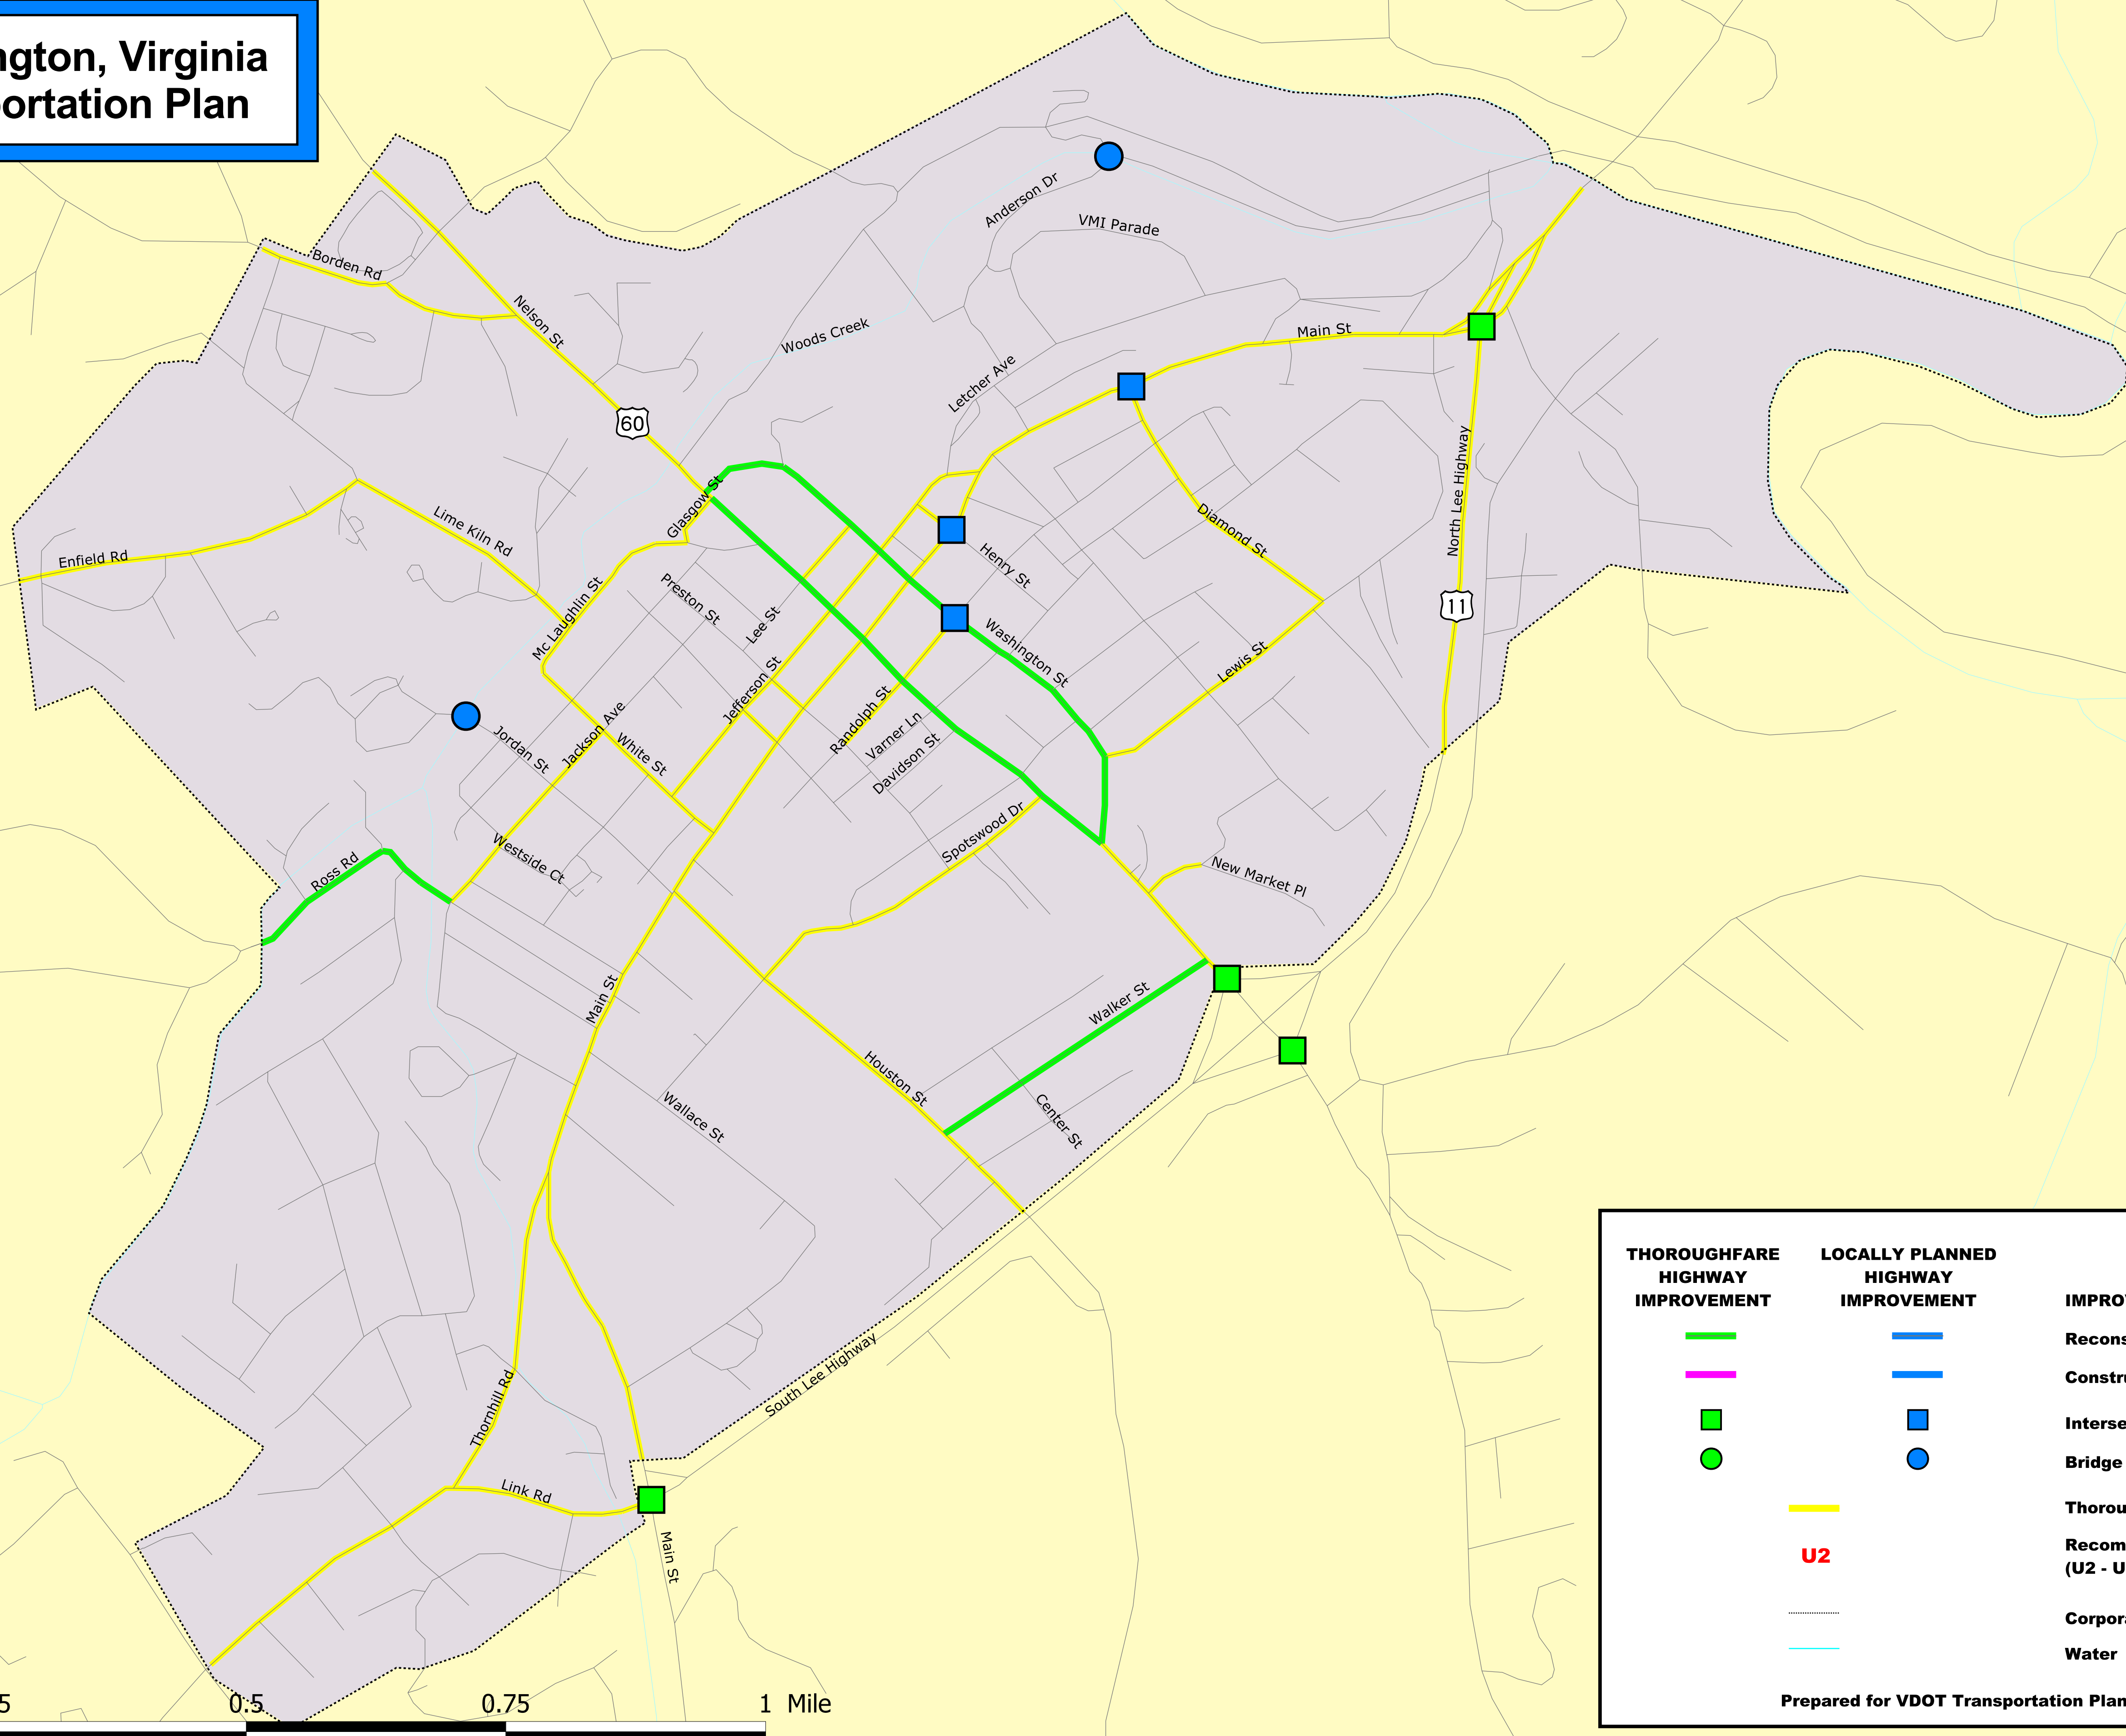 ngton, Virginia
ortation Plan
Borden Rd
Nelson St
60
Woods Creek
Anderson Dr
VMI Parade
Letcher Ave
Main St
North Lee Highway
11
Enfield Rd
Lime Kiln Rd
Glasgow St
Mc Laughlin St
Preston St
Lee St
Henry St
Diamond St
Washington St
Lewis St
Jefferson St
Randolph St
Varner Ln
Davidson St
Jordan St
Jackson Ave
White St
Westside Ct
Ross Rd
Spotswood Dr
New Market Pl
Main St
Walker St
Houston St
Center St
Wallace St
South Lee Highway
Thornhill Rd
Link Rd
Main St
5
0.5
0.75
1 Mile
THOROUGHFARE
HIGHWAY
IMPROVEMENT
LOCALLY PLANNED
HIGHWAY
IMPROVEMENT
IMPRO
Recons
Constru
Interse
Bridge
Thorou
U2
Recom
(U2 - U
Corpora
Water
Prepared for VDOT Transportation Plan